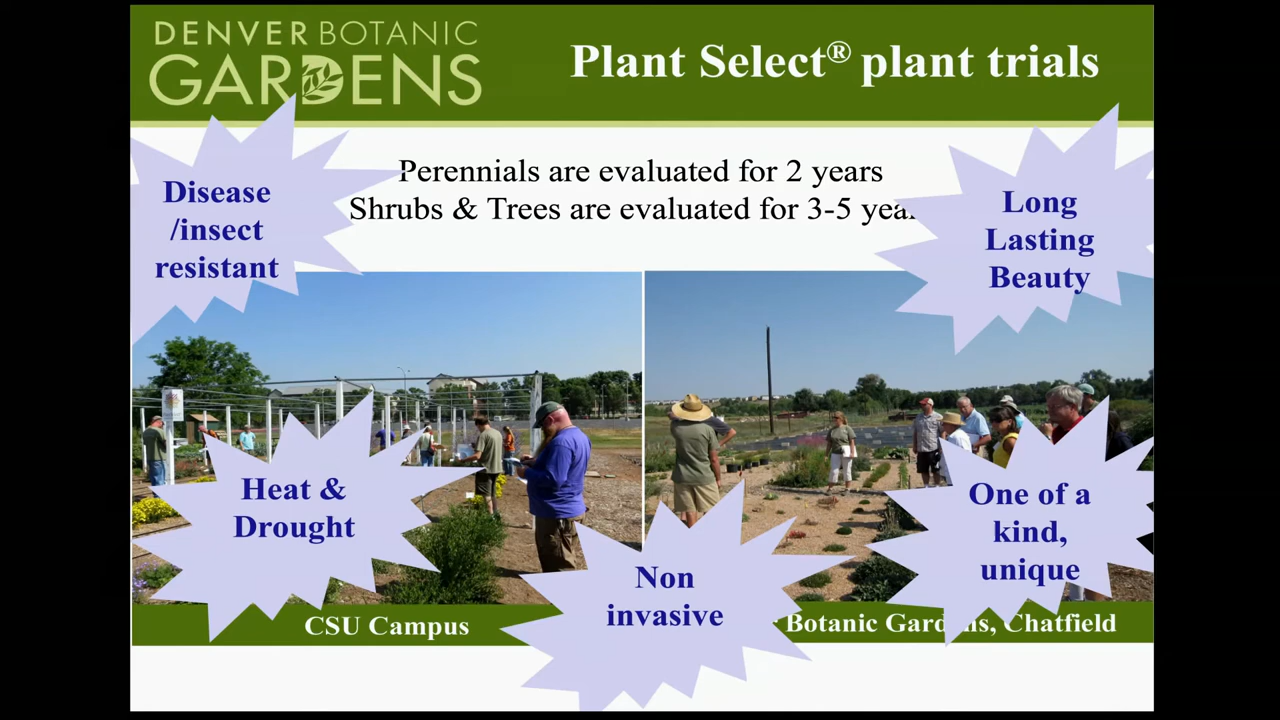 DENVER BOTANIC
GARDENS
Plant Select® plant trials
Perennials are evaluated for 2 years
Shrubs & Trees are evaluated for 3-5
Disease
/insect
resistant
Long
Lasting
Beauty
Heat &
Drought
One of a
kind,
unique
Non
invasive
CSU Campus
Botanic Gardens, Chatfield